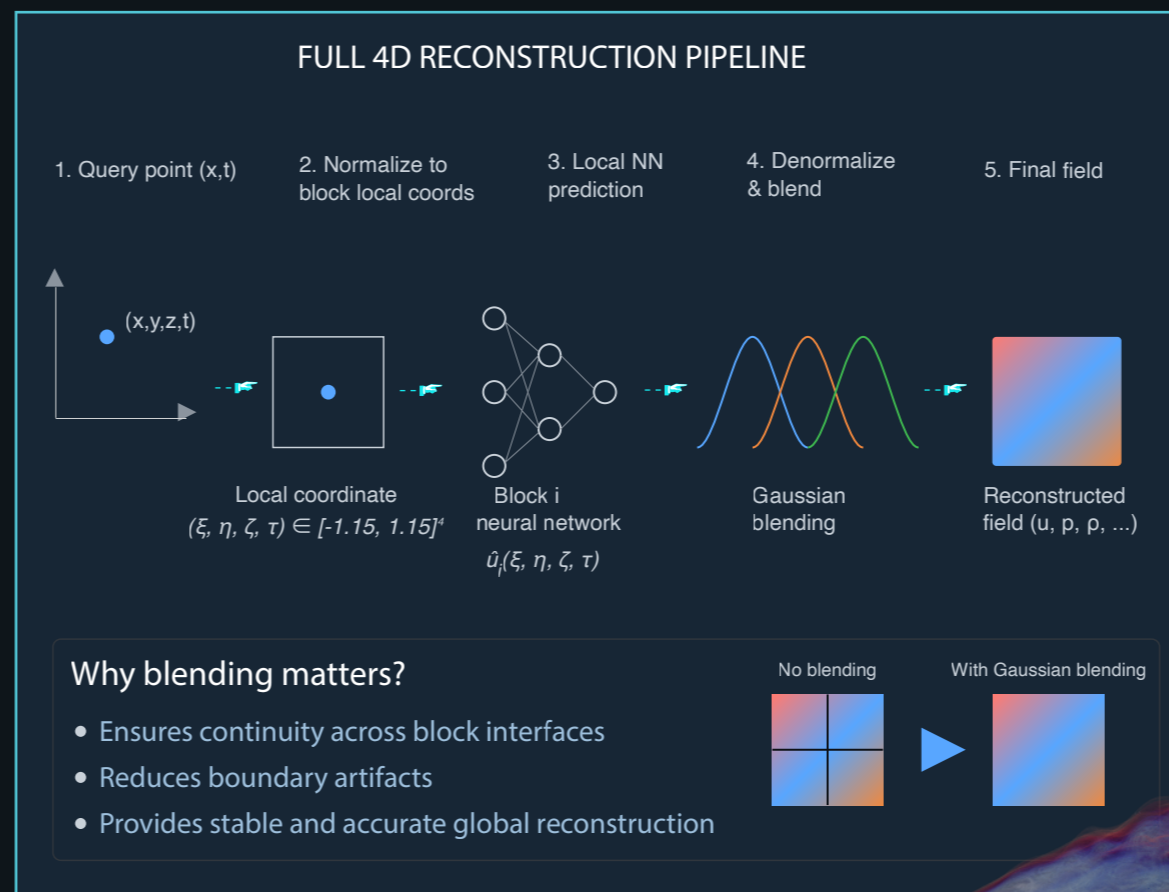 FULL 4D RECONSTRUCTION PIPELINE
1. Query point (x,t)
2. Normalize to
block local coords
3. Local NN
prediction
4. Denormalize
& blend
5. Final field
(x,y,z,t)
Local coordinate
(ξ, η, ζ, τ) ∈ [-1.15, 1.15]⁴
Block i
neural network
ûᵢ(ξ, η, ζ, τ)
Gaussian
blending
Reconstructed
field (u, p, ρ, ...)
Why blending matters?
• Ensures continuity across block interfaces
• Reduces boundary artifacts
• Provides stable and accurate global reconstruction
No blending
With Gaussian blending